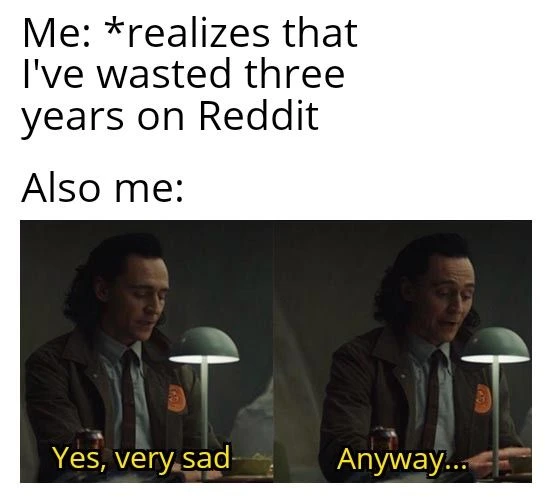 Me: *realizes that
I've wasted three
years on Reddit
Also me:
Yes, very sad
Anyway...